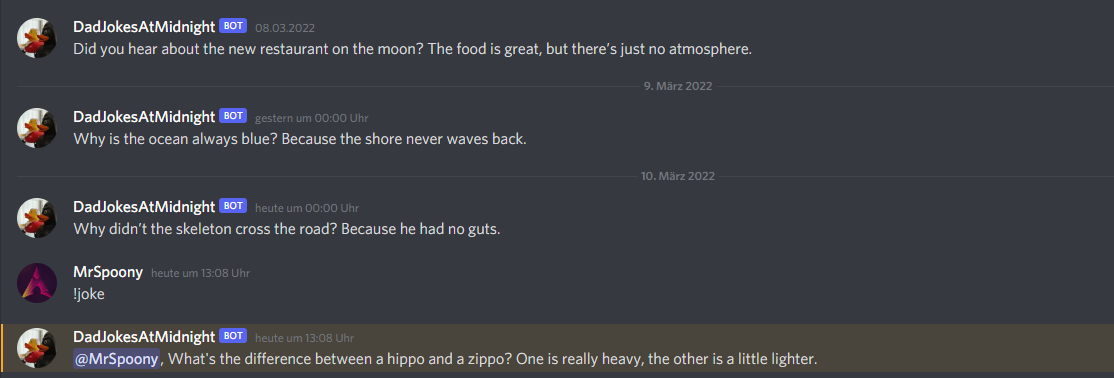 DadJokesAtMidnight BOT 08.03.2022
Did you hear about the new restaurant on the moon? The food is great, but there’s just no atmosphere.
9. März 2022
DadJokesAtMidnight BOT gestern um 00:00 Uhr
Why is the ocean always blue? Because the shore never waves back.
10. März 2022
DadJokesAtMidnight BOT heute um 00:00 Uhr
Why didn’t the skeleton cross the road? Because he had no guts.
MrSpoony heute um 13:08 Uhr
!joke
DadJokesAtMidnight BOT heute um 13:08 Uhr
@MrSpoony, What's the difference between a hippo and a zippo? One is really heavy, the other is a little lighter.